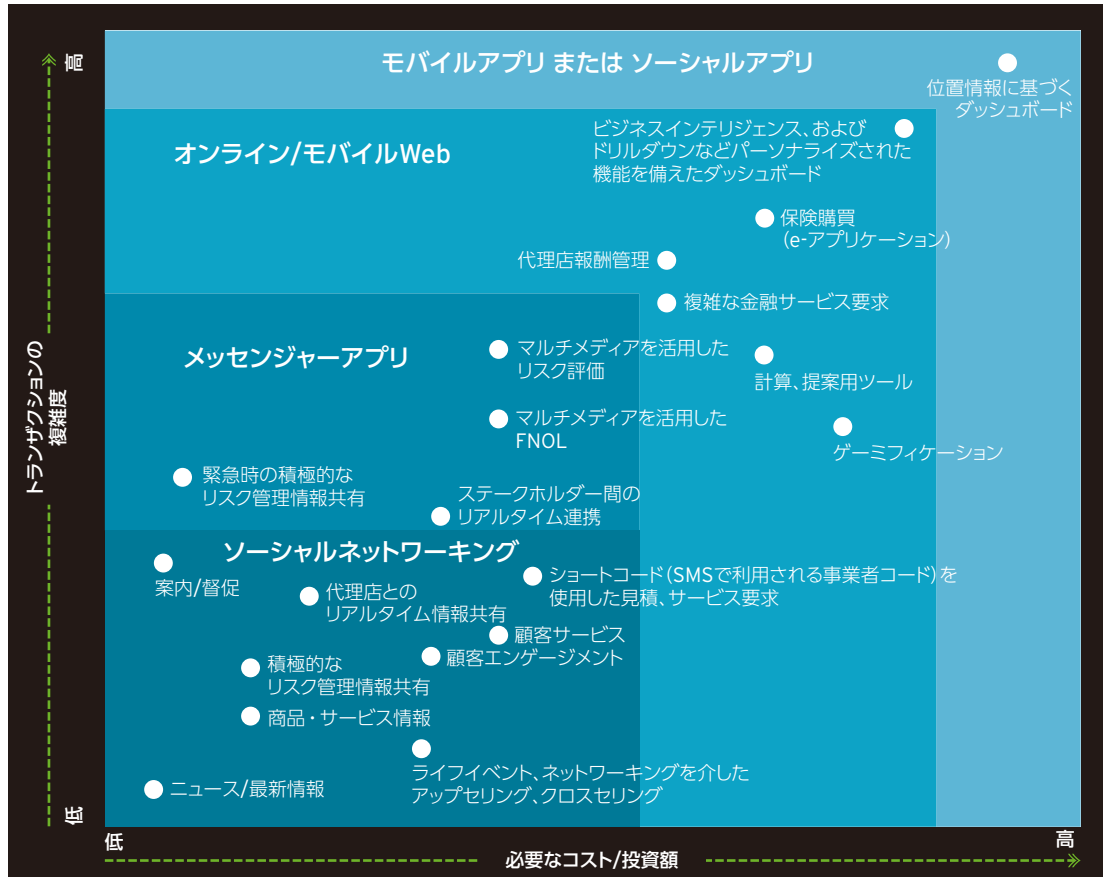 高
モバイルアプリ または ソーシャルアプリ
位置情報に基づく
ダッシュボード
オンライン/モバイルWeb
ビジネスインテリジェンス、および
ドリルダウンなどパーソナライズされた
機能を備えたダッシュボード
保険購買
(e-アプリケーション)
代理店報酬管理
複雑な金融サービス要求
メッセンジャーアプリ
マルチメディアを活用した
リスク評価
計算、提案用ツール
マルチメディアを活用した
FNOL
ゲーミフィケーション
トランザクションの
複雑度
緊急時の積極的な
リスク管理情報共有
ステークホルダー間の
リアルタイム連携
ソーシャルネットワーキング
案内/督促
代理店との
リアルタイム情報共有
ショートコード(SMSで利用される事業者コード)を
使用した見積、サービス要求
顧客サービス
顧客エンゲージメント
積極的な
リスク管理情報共有
商品・サービス情報
ライフイベント、ネットワーキングを介した
アップセリング、クロスセリング
ニュース/最新情報
低
低
高
必要なコスト/投資額